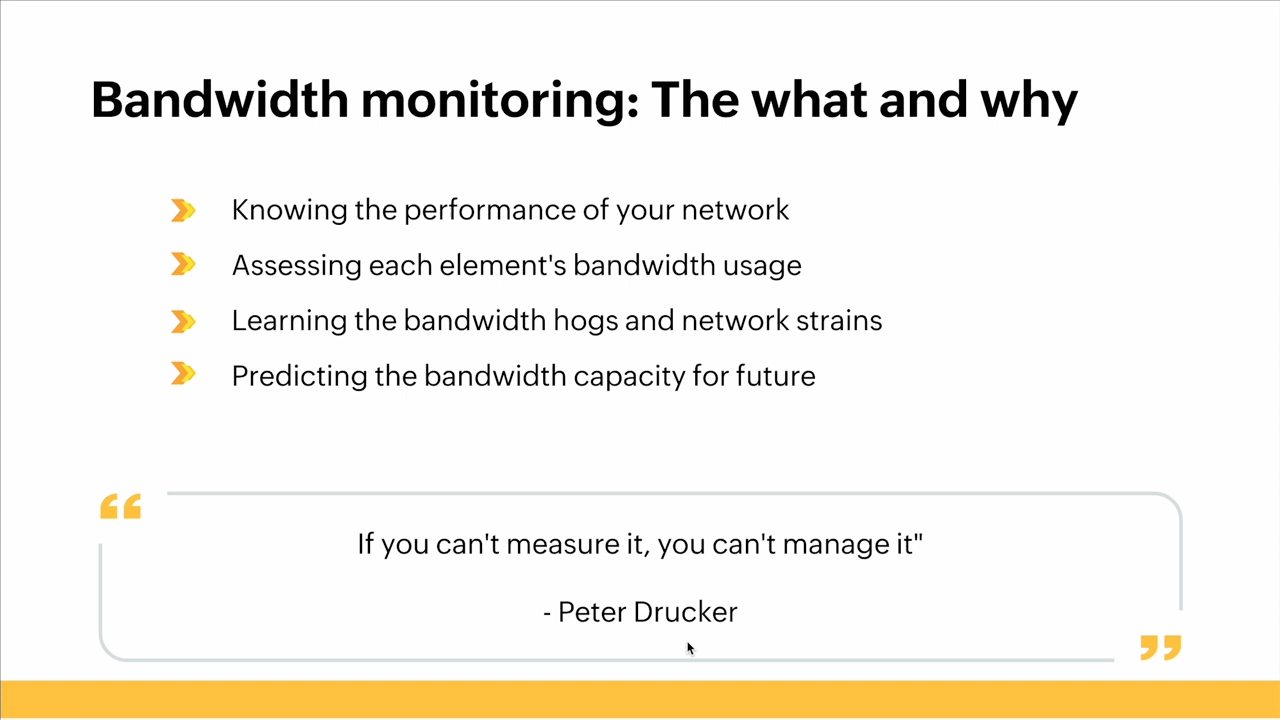 Bandwidth monitoring: The what and why
Knowing the performance of your network
Assessing each element's bandwidth usage
Learning the bandwidth hogs and network strains
Predicting the bandwidth capacity for future
“
If you can't measure it, you can't manage it"
- Peter Drucker
”